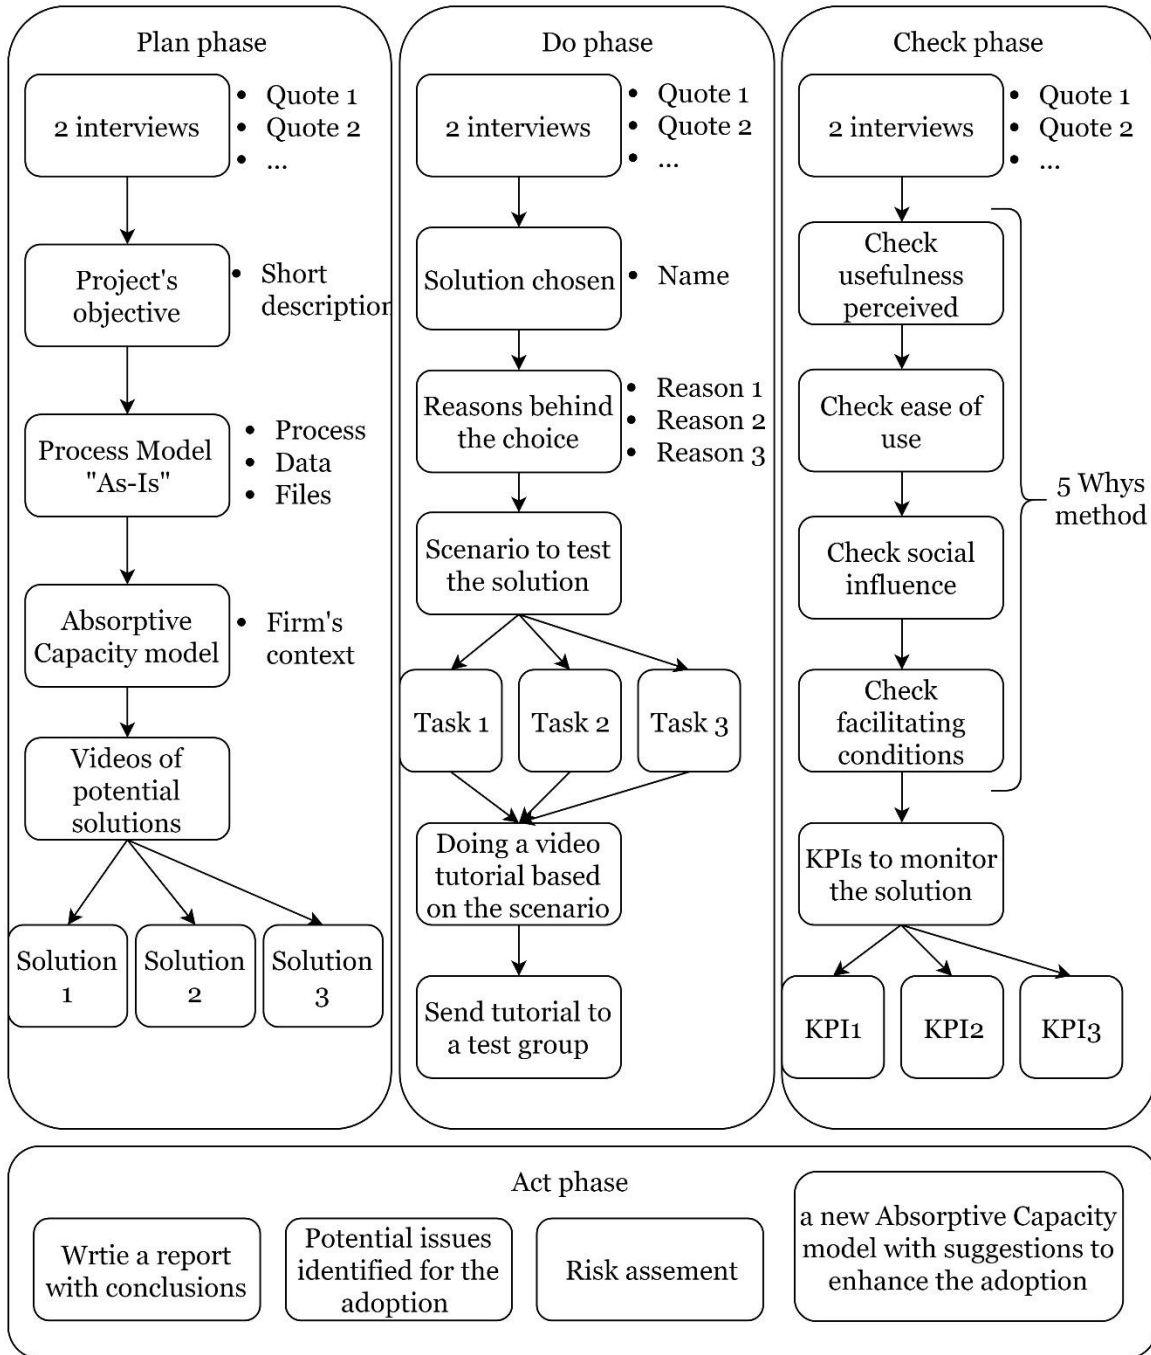 Plan phase
2 interviews
• Quote 1
• Quote 2
• ...
Project's
objective
• Short
description
Process Model
"As-Is"
• Process
• Data
• Files
Absorptive
Capacity model
• Firm's
context
Videos of
potential
solutions
Solution
1
Solution
2
Solution
3
Do phase
2 interviews
• Quote 1
• Quote 2
• ...
Solution chosen
• Name
Reasons behind
the choice
• Reason 1
• Reason 2
• Reason 3
Scenario to test
the solution
Task 1
Task 2
Task 3
Doing a video
tutorial based
on the scenario
Send tutorial to
a test group
Check phase
2 interviews
• Quote 1
• Quote 2
• ...
Check
usefulness
perceived
Check ease of
use
Check social
influence
Check
facilitating
conditions
5 Whys
method
KPIs to monitor
the solution
KPI1
KPI2
KPI3
Act phase
Wrtie a report
with conclusions
Potential issues
identified for the
adoption
Risk assement
a new Absorptive Capacity
model with suggestions to
enhance the adoption